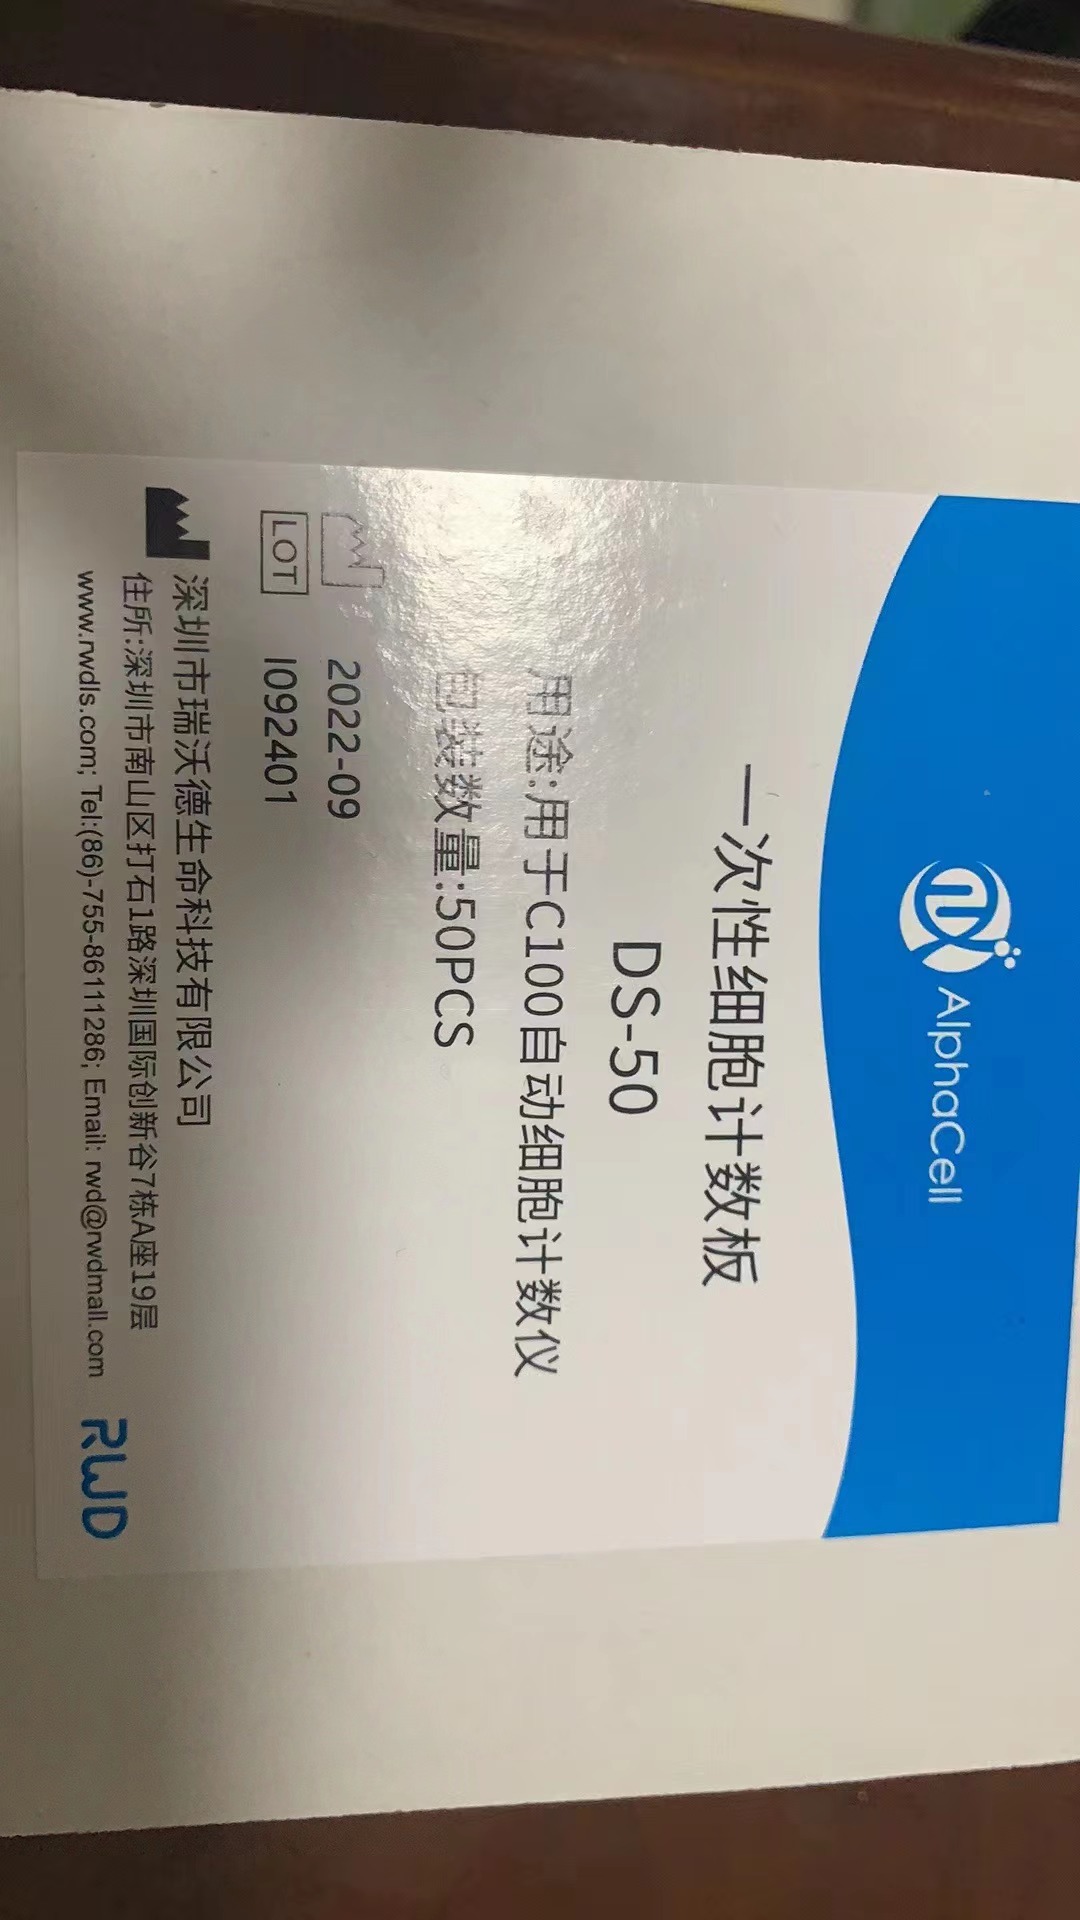 AlphaCell
一次性细胞计数板
DS-50
用途:用于C100自动细胞计数仪
包装数量:50PCS
2022-09
LOT I092401
深圳市瑞沃德生命科技有限公司
住所:深圳市南山区打石1路深圳国际创新谷7栋A座19层
www.rwdls.com; Tel:(86)-755-86111286; Email: rwd@rwdmall.com
RWD